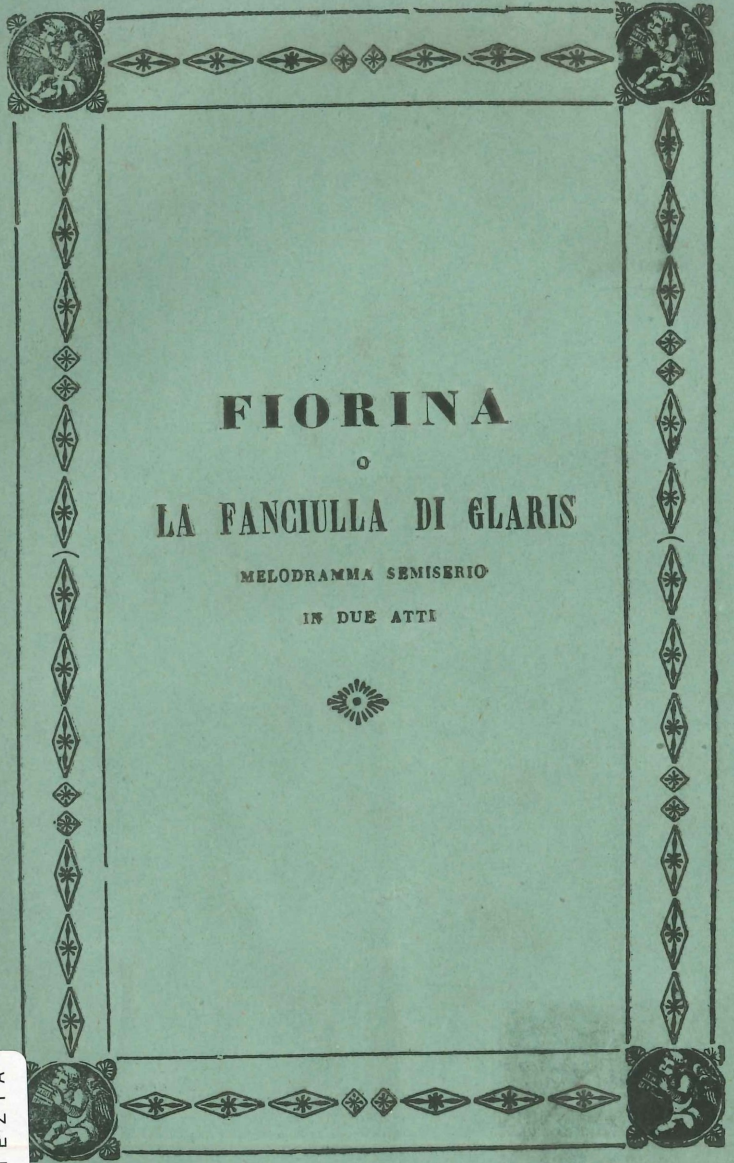 FIORINA
O
LA FANCIULLA DI GLARIS
MELODRAMMA SEMISERIO
IN DUE ATTI